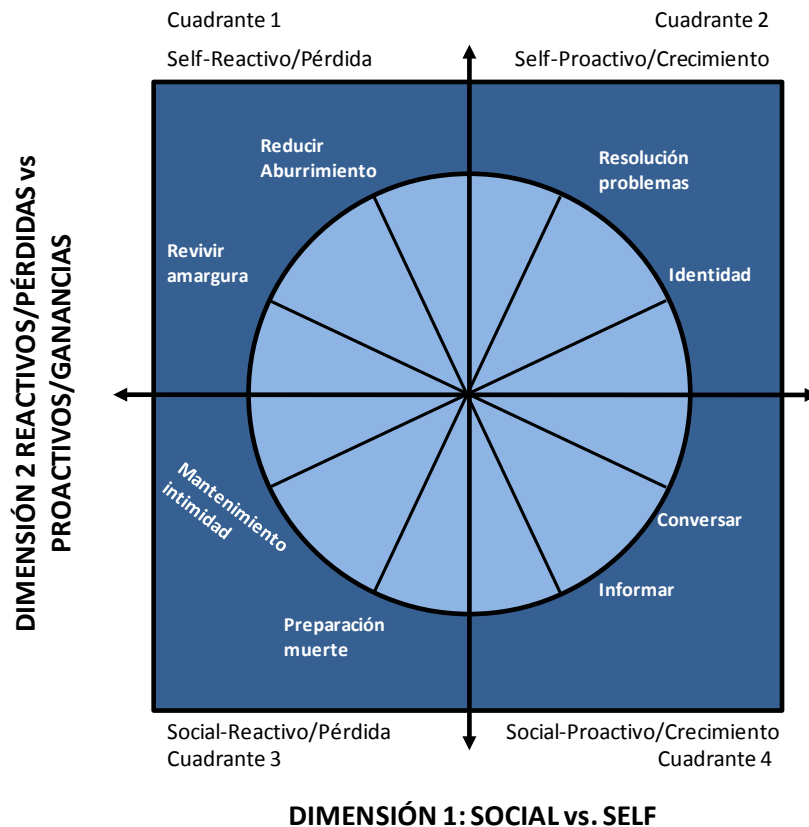 Cuadrante 1
Cuadrante 2
Self-Reactivo/Pérdida
Self-Proactivo/Crecimiento
Reducir
Aburrimiento
Resolución
problemas
Revivir
amargura
Identidad
DIMENSIÓN 2 REACTIVOS/PÉRDIDAS vs
PROACTIVOS/GANANCIAS
Mantenimiento
intimidad
Conversar
Informar
Preparación
muerte
Social-Reactivo/Pérdida
Cuadrante 3
Social-Proactivo/Crecimiento
Cuadrante 4
DIMENSIÓN 1: SOCIAL vs. SELF